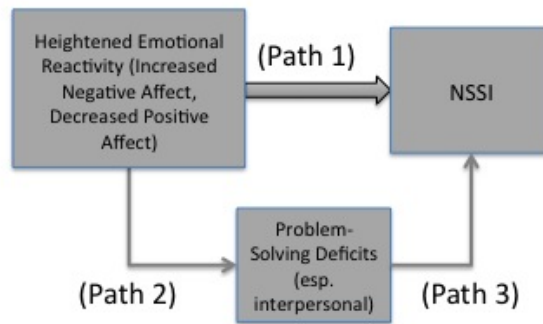 Heightened Emotional
Reactivity (Increased
Negative Affect,
Decreased Positive
Affect)
(Path 1)
NSSI
Problem-
Solving Deficits
(esp.
interpersonal)
(Path 2)
(Path 3)